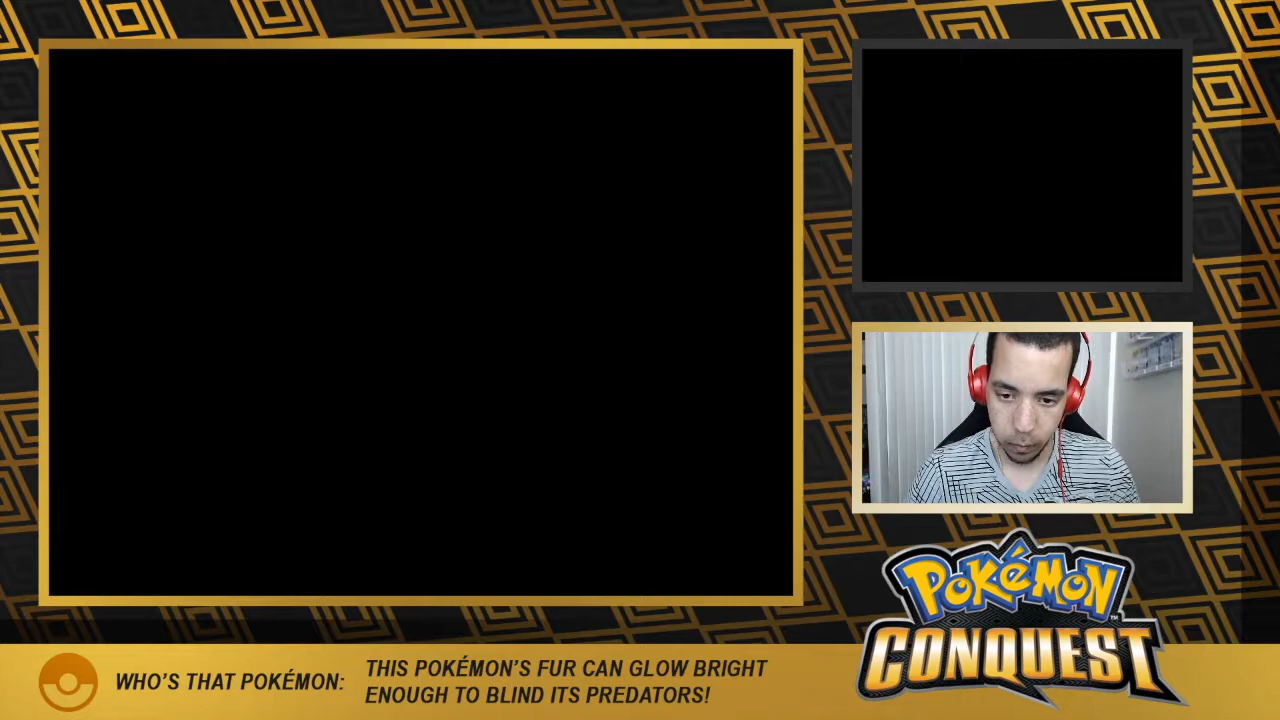 WHO'S THAT POKÉMON:
THIS POKÉMON'S FUR CAN GLOW BRIGHT
ENOUGH TO BLIND ITS PREDATORS!
POKÉMON
CONQUEST